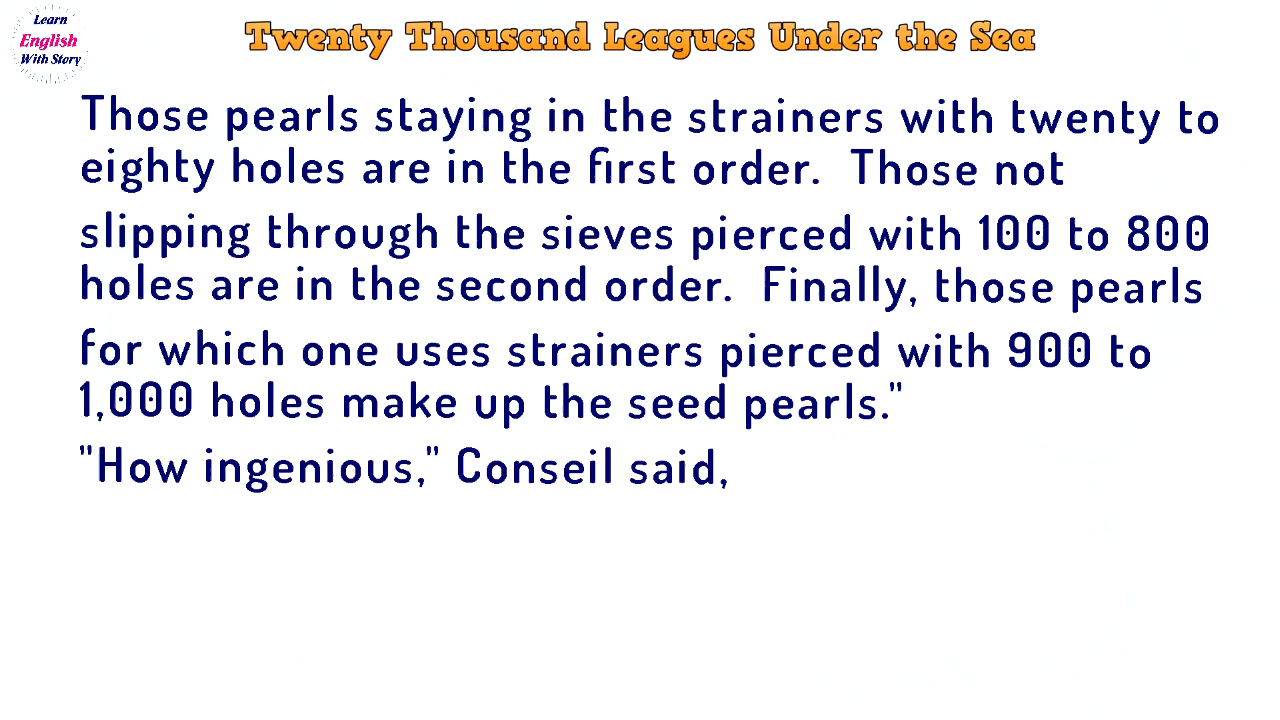 Learn
English
With Story
Twenty Thousand Leagues Under the Sea
Those pearls staying in the strainers with twenty to
eighty holes are in the first order.  Those not
slipping through the sieves pierced with 100 to 800
holes are in the second order.  Finally, those pearls
for which one uses strainers pierced with 900 to
1,000 holes make up the seed pearls."
"How ingenious," Conseil said,